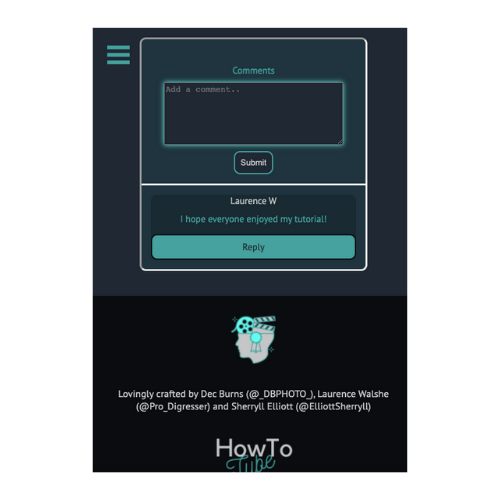 Comments
Add a comment..
Submit
Laurence W
I hope everyone enjoyed my tutorial!
Reply
Lovingly crafted by Dec Burns (@_DBPHOTO_), Laurence Walshe
(@Pro_Digresser) and Sherryll Elliott (@ElliottSherryll)
HowTo
Tube